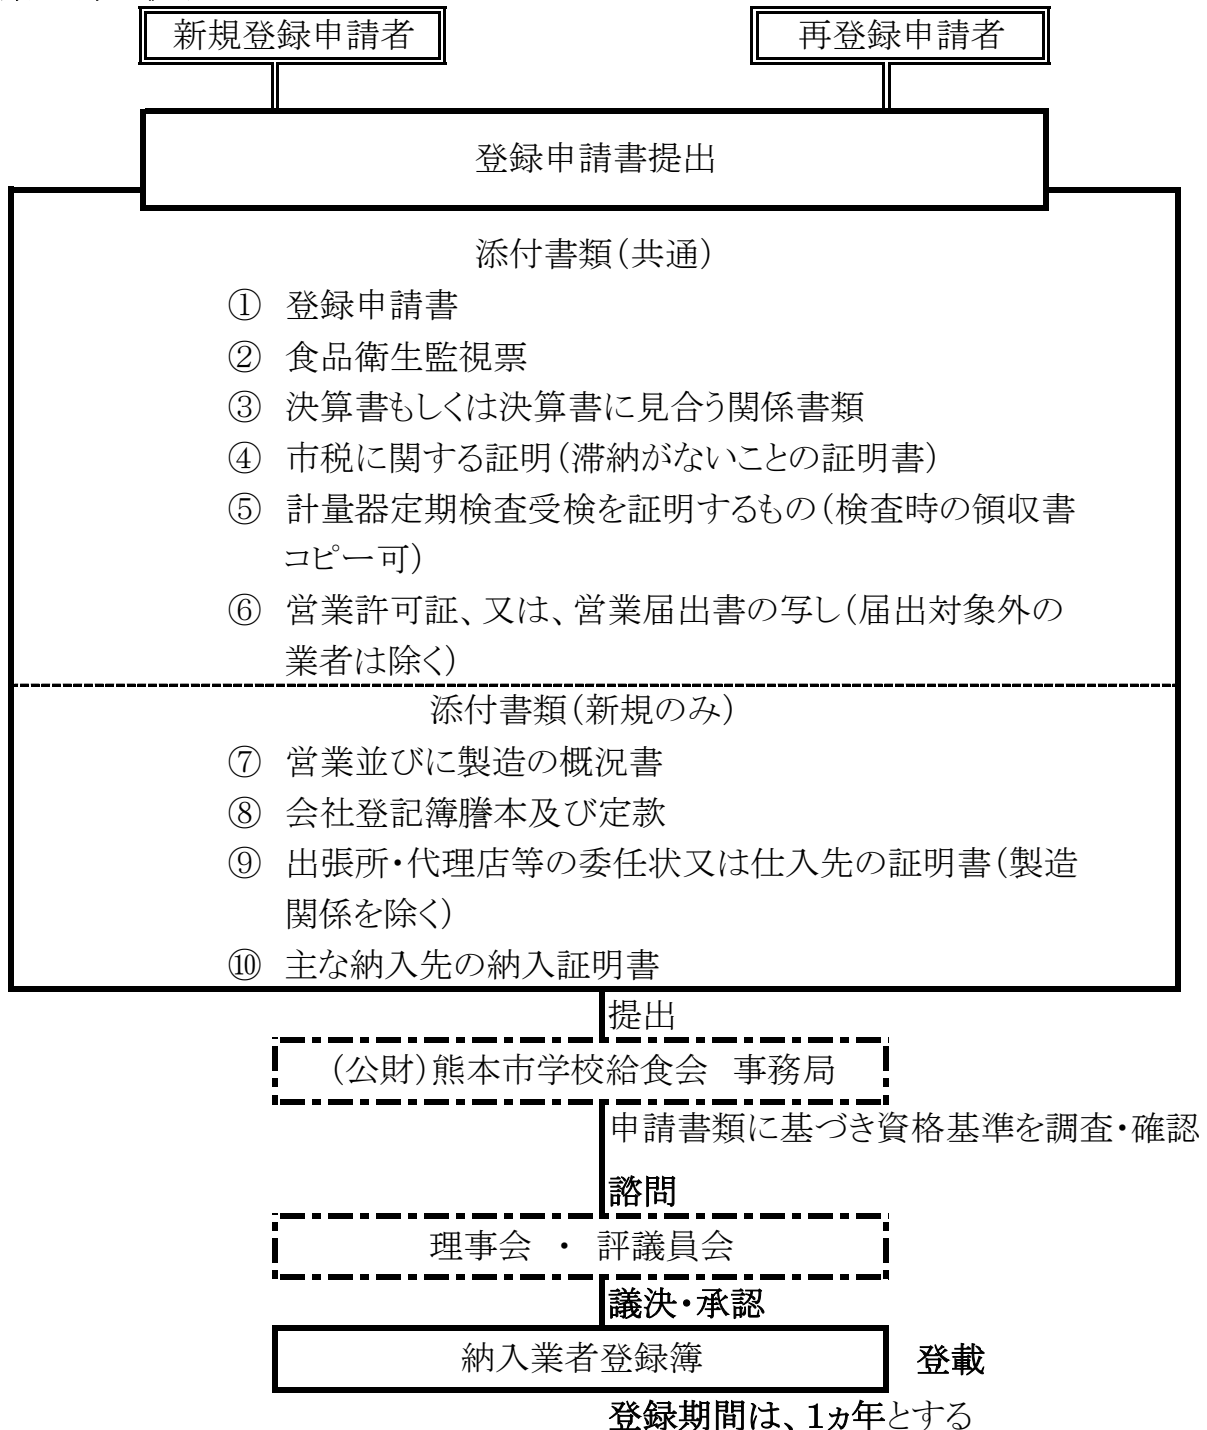 新規登録申請者 再登録申請者
登録申請書提出
添付書類(共通)
① 登録申請書
② 食品衛生監視票
③ 決算書もしくは決算書に見合う関係書類
④ 市税に関する証明(滞納がないことの証明書)
⑤ 計量器定期検査受検を証明するもの(検査時の領収書
コピー可)
⑥ 営業許可証、又は、営業届出書の写し(届出対象外の
業者は除く)
添付書類(新規のみ)
⑦ 営業並びに製造の概況書
⑧ 会社登記簿謄本及び定款
⑨ 出張所・代理店等の委任状又は仕入先の証明書(製造
関係を除く)
⑩ 主な納入先の納入証明書
提出
(公財)熊本市学校給食会 事務局
申請書類に基づき資格基準を調査・確認
諮問
理事会 ・ 評議員会
議決・承認
納入業者登録簿 登載
登録期間は、1ヵ年とする